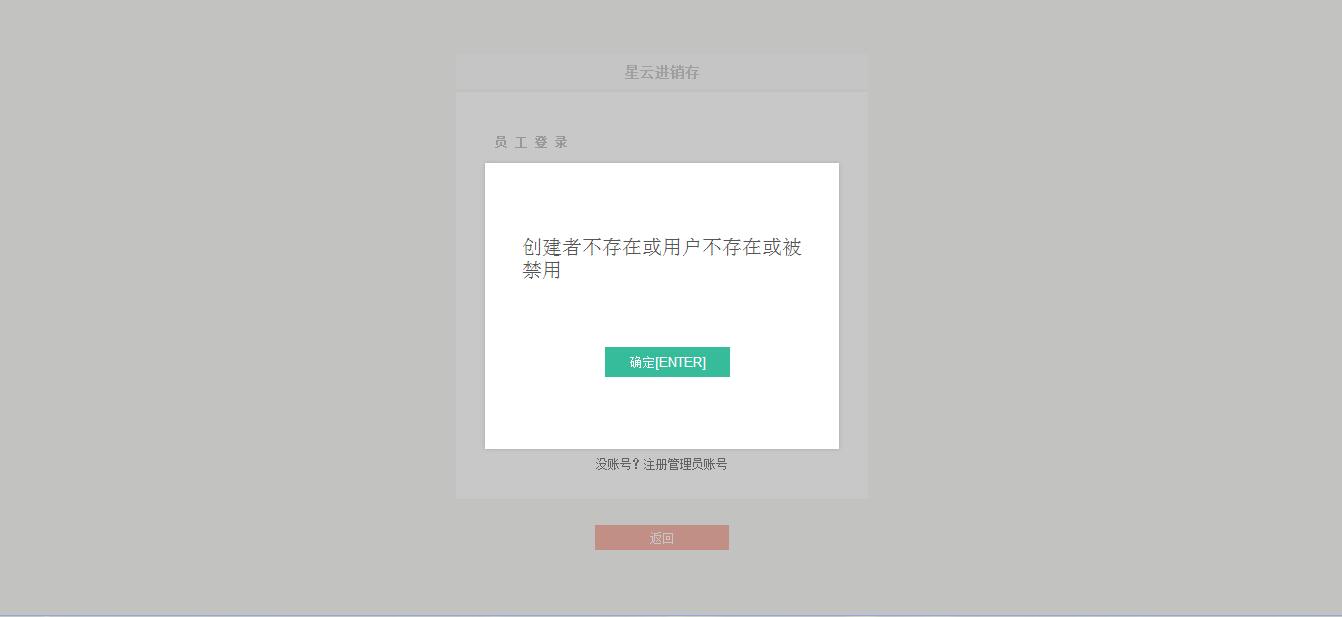 星云进销存
员 工 登 录
创建者不存在或用户不存在或被
禁用
确定[ENTER]
没账号？注册管理员账号
返回